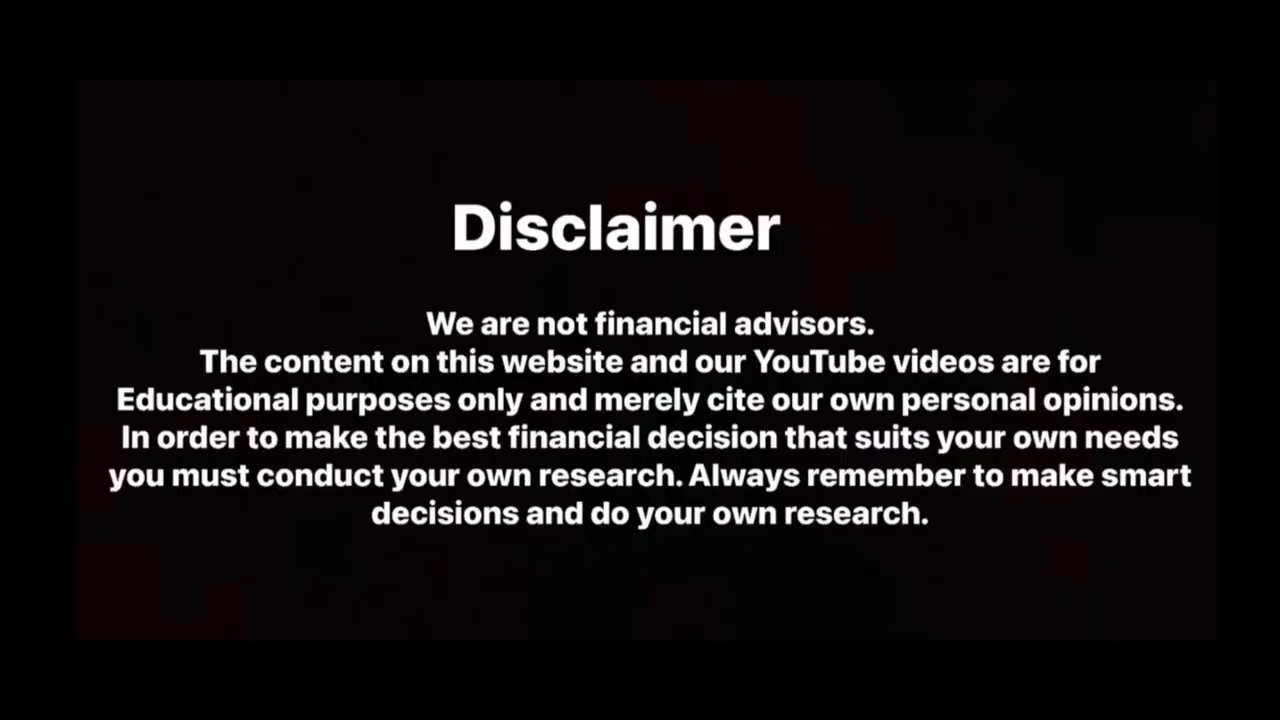 Disclaimer
We are not financial advisors.
The content on this website and our YouTube videos are for
Educational purposes only and merely cite our own personal opinions.
In order to make the best financial decision that suits your own needs
you must conduct your own research. Always remember to make smart
decisions and do your own research.